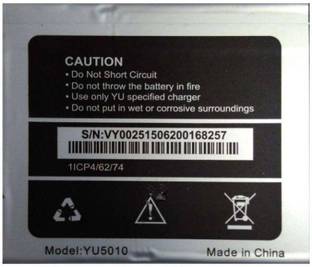 CAUTION
• Do Not Short Circuit
• Do not throw the battery in fire
• Use only YU specified charger
• Do not put in wet or corrosive surroundings
S/N:VY00251506200168257
1ICP4/62/74
Model:YU5010 Made in China